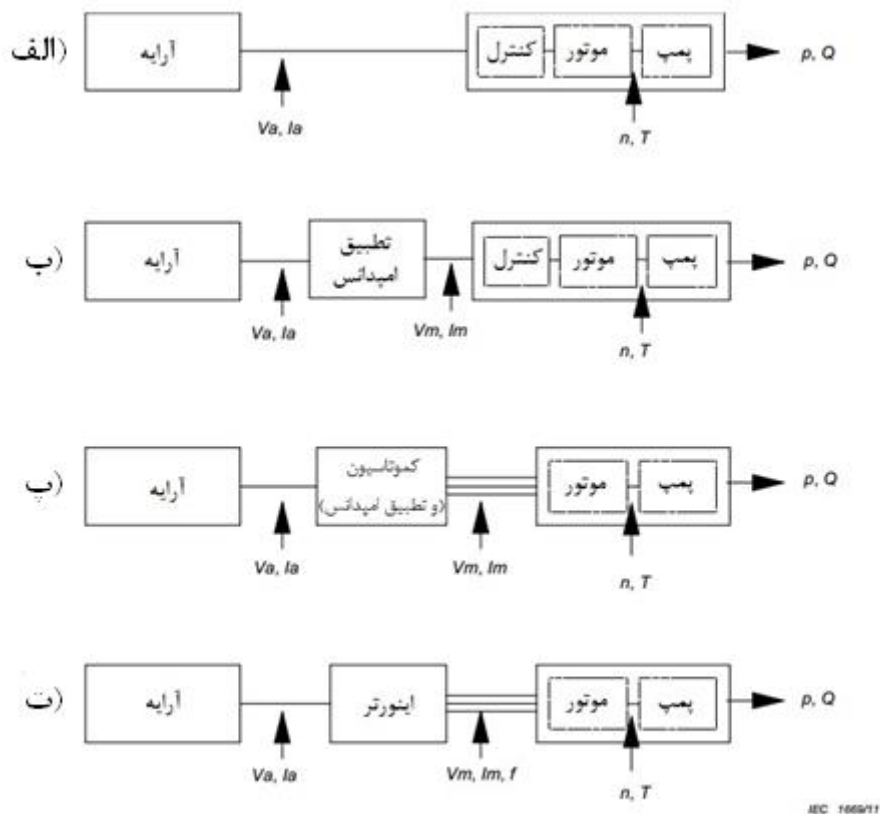 الف)
آرایه
کنترل
موتور
پمپ
p, Q
Va, Ia
n, T
ب)
آرایه
تطبیق
امپدانس
کنترل
موتور
پمپ
p, Q
Va, Ia
Vm, Im
n, T
پ)
آرایه
کموتاسیون
(و تطبیق امپدانس)
موتور
پمپ
p, Q
Va, Ia
Vm, Im
n, T
ت)
آرایه
اینورتر
موتور
پمپ
p, Q
Va, Ia
Vm, Im, f
n, T
IEC 1669/11